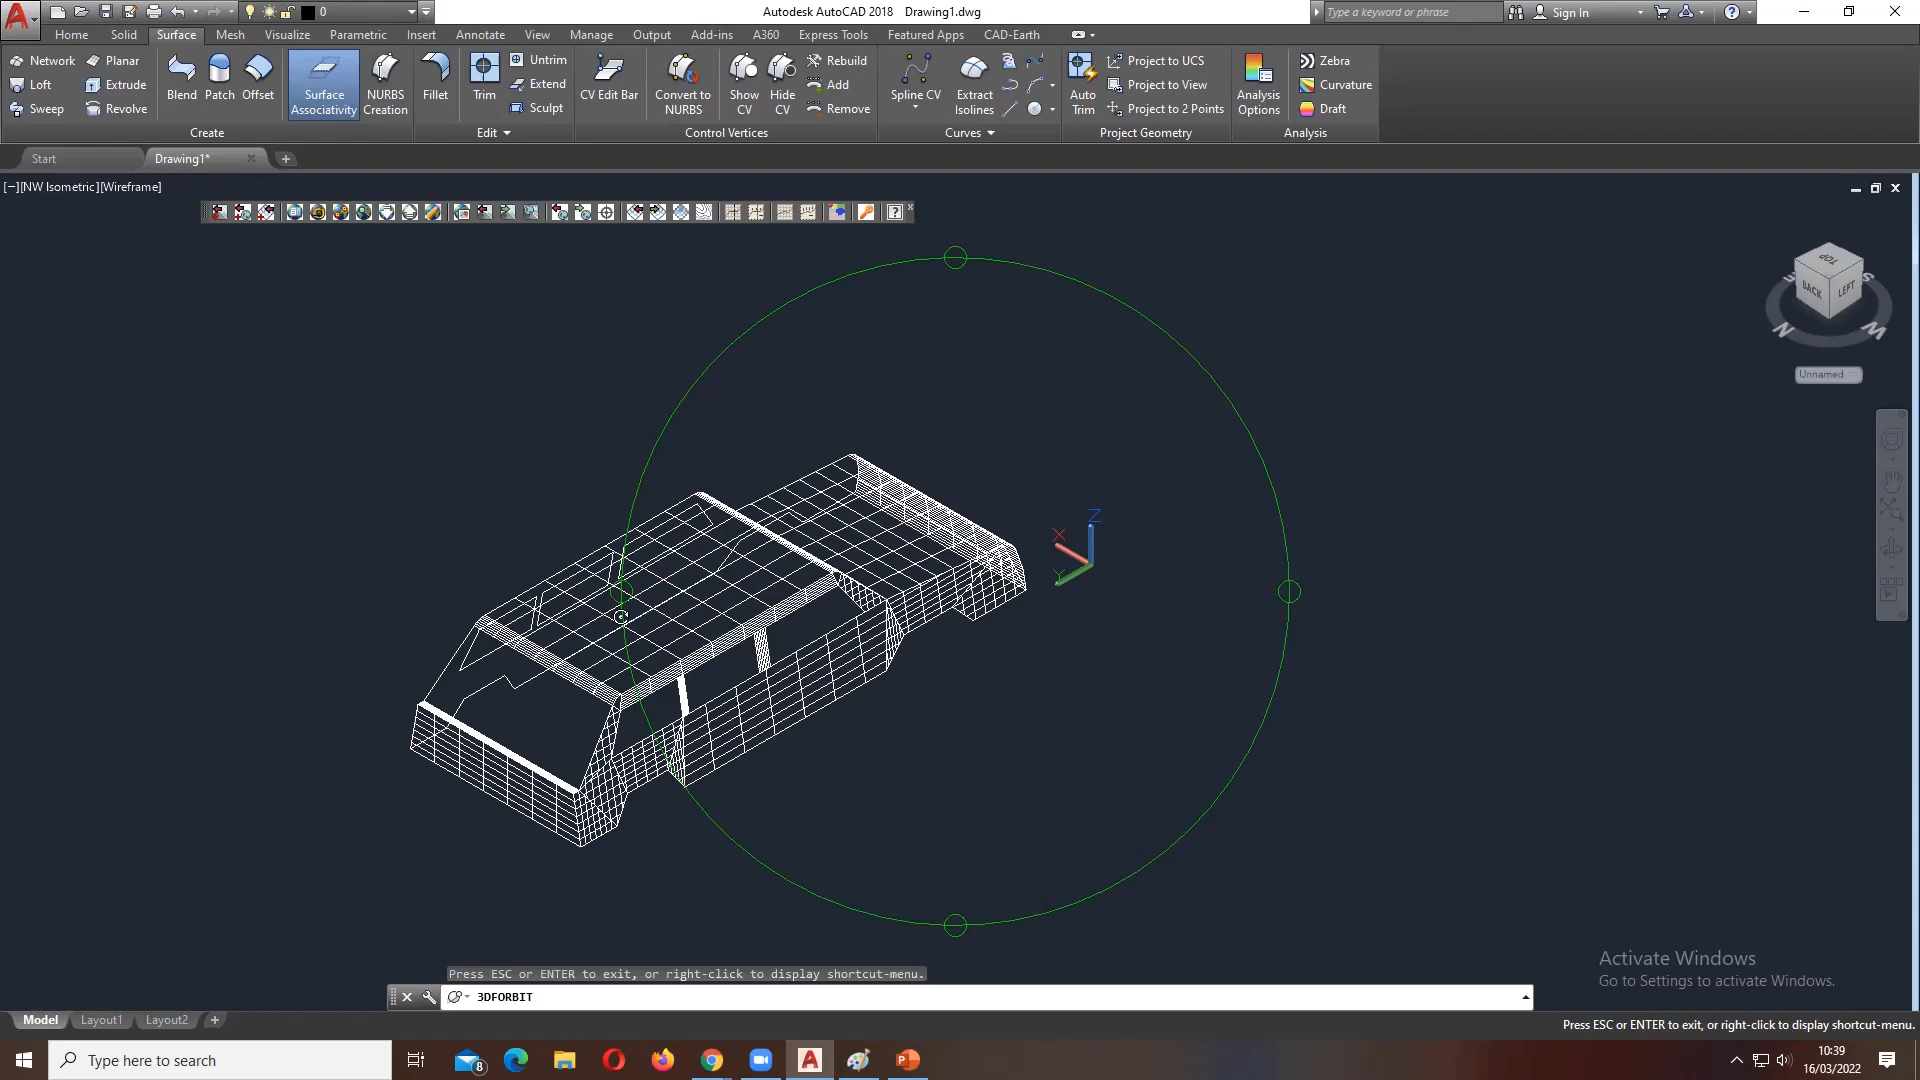 0
Autodesk AutoCAD 2018 Drawing1.dwg
Type a keyword or phrase
Sign In
Home Solid Surface Mesh Visualize Parametric Insert Annotate View Manage Output Add-ins A360 Express Tools Featured Apps CAD-Earth
Network Planar
Loft Extrude
Sweep Revolve
Blend Patch Offset
Surface
Associativity
NURBS
Creation
Fillet
Trim
Untrim
Extend
Sculpt
CV Edit Bar
Convert to
NURBS
Show
CV
Hide
CV
Rebuild
Add
Remove
Spline CV
Extract
Isolines
Auto
Trim
Project to UCS
Project to View
Project to 2 Points
Analysis
Options
Zebra
Curvature
Draft
Create Edit Control Vertices Curves Project Geometry Analysis
Start Drawing1*
[−][NW Isometric][Wireframe]
TOP
BACK LEFT
S
N
Unnamed
Z
X
Y
Activate Windows
Go to Settings to activate Windows.
Press ESC or ENTER to exit, or right-click to display shortcut-menu.
3DFORBIT
Model Layout1 Layout2
Press ESC or ENTER to exit, or right-click to display shortcut-menu.
Type here to search
8
10:39
16/03/2022